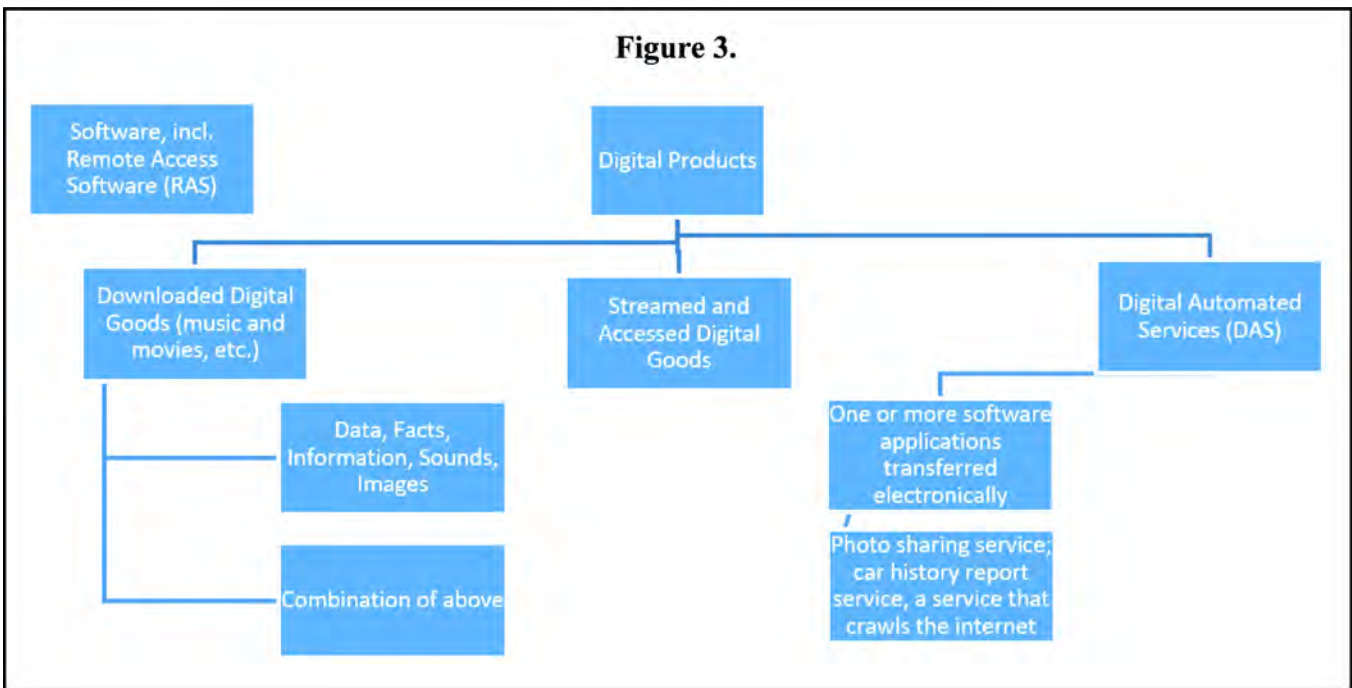 Figure 3.
Software, incl.
Remote Access
Software (RAS)
Digital Products
Downloaded Digital
Goods (music and
movies, etc.)
Streamed and
Accessed Digital
Goods
Digital Automated
Services (DAS)
Data, Facts,
Information, Sounds,
Images
Combination of above
One or more software
applications
transferred
electronically
Photo sharing service;
car history report
service, a service that
crawls the internet